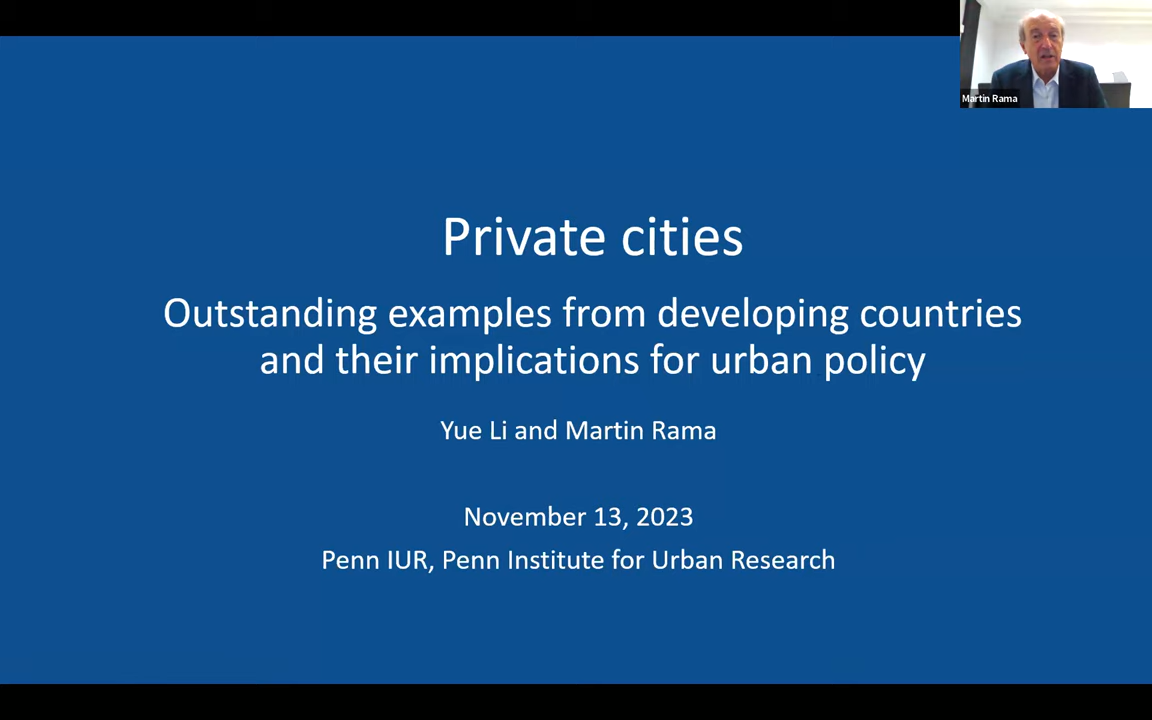 Martin Rama
Private cities
Outstanding examples from developing countries
and their implications for urban policy
Yue Li and Martin Rama
November 13, 2023
Penn IUR, Penn Institute for Urban Research